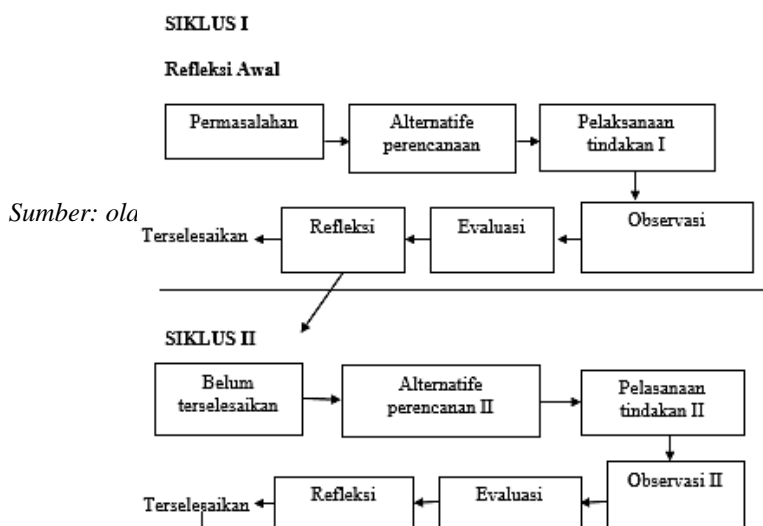 SIKLUS I
Refleksi Awal
Permasalahan
Alternatife
perencanaan
Pelaksanaan
tindakan I
Sumber: ola
Terselesaikan
Refleksi
Evaluasi
Observasi
SIKLUS II
Belum
terselesaikan
Alternatife
perencanan II
Pelasanaan
tindakan II
Terselesaikan
Refleksi
Evaluasi
Observasi II